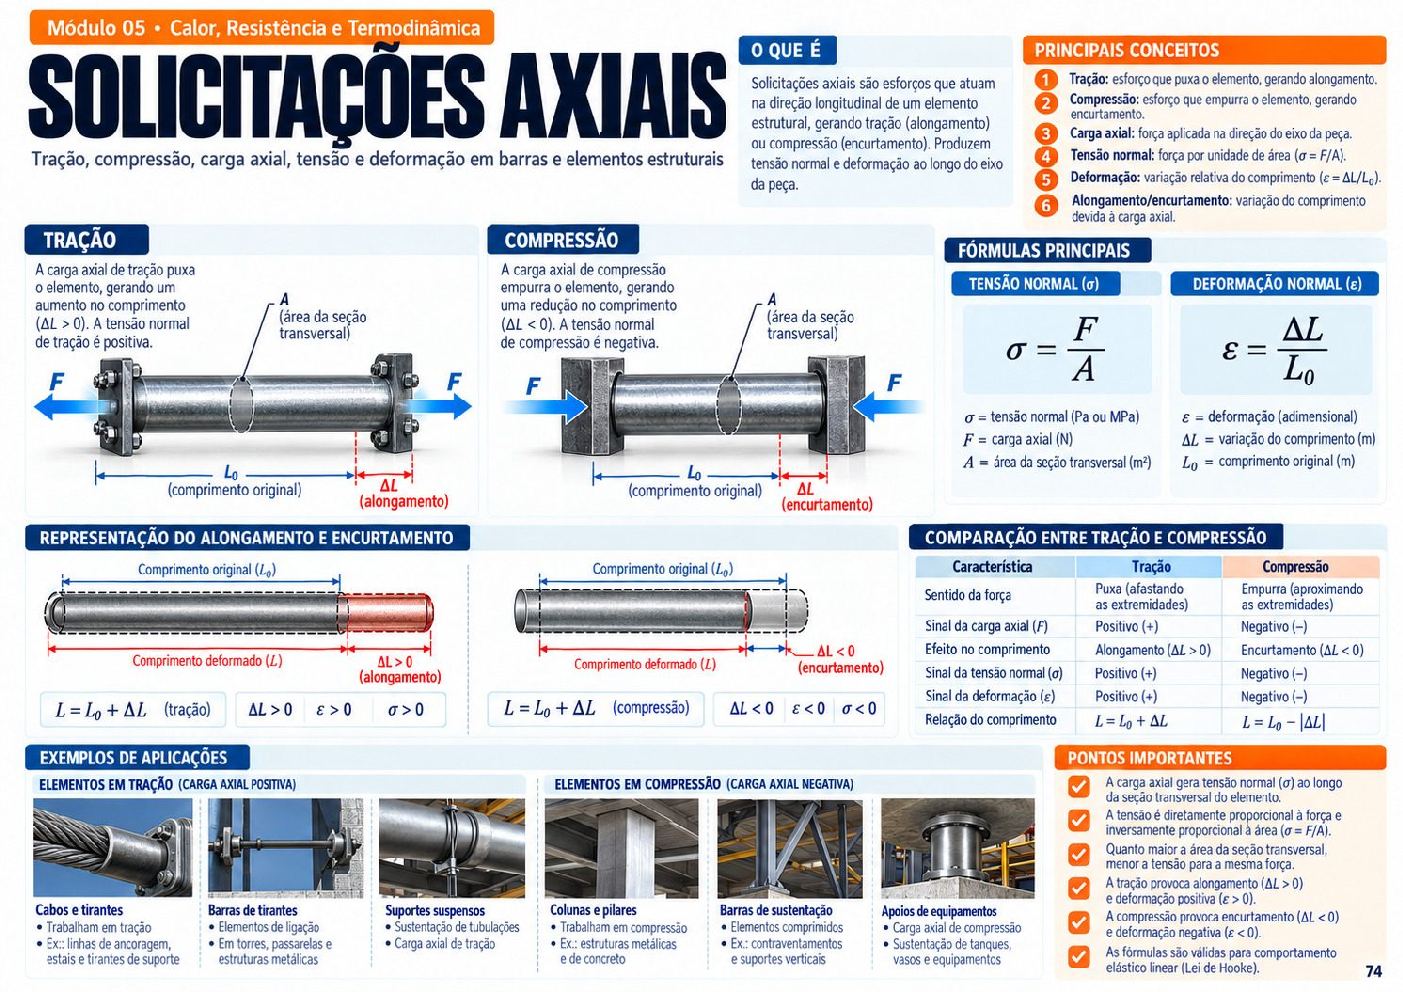 Módulo 05 • Calor, Resistência e Termodinâmica
SOLICITAÇÕES AXIAIS
Tração, compressão, carga axial, tensão e deformação em barras e elementos estruturais
O QUE É
Solicitações axiais são esforços que atuam
na direção longitudinal de um elemento
estrutural, gerando tração (alongamento)
ou compressão (encurtamento). Produzem
tensão normal e deformação ao longo do eixo
da peça.
PRINCIPAIS CONCEITOS
1 Tração: esforço que puxa o elemento, gerando alongamento.
2 Compressão: esforço que empurra o elemento, gerando
encurtamento.
3 Carga axial: força aplicada na direção do eixo da peça.
4 Tensão normal: força por unidade de área (σ = F/A).
5 Deformação: variação relativa do comprimento (ε = ΔL/L₀).
6 Alongamento/encurtamento: variação do comprimento
devida à carga axial.
TRAÇÃO
A carga axial de tração puxa
o elemento, gerando um
aumento no comprimento
(ΔL > 0). A tensão normal
de tração é positiva.
A
(área da seção
transversal)
F
F
L₀
(comprimento original)
ΔL
(alongamento)
COMPRESSÃO
A carga axial de compressão
empurra o elemento, gerando
uma redução no comprimento
(ΔL < 0). A tensão normal
de compressão é negativa.
A
(área da seção
transversal)
F
F
L₀
(comprimento original)
ΔL
(encurtamento)
FÓRMULAS PRINCIPAIS
TENSÃO NORMAL (σ)
σ = F/A
σ = tensão normal (Pa ou MPa)
F = carga axial (N)
A = área da seção transversal (m²)
DEFORMAÇÃO NORMAL (ε)
ε = ΔL/L₀
ε = deformação (adimensional)
ΔL = variação do comprimento (m)
L₀ = comprimento original (m)
REPRESENTAÇÃO DO ALONGAMENTO E ENCURTAMENTO
Comprimento original (L₀)
Comprimento deformado (L)
ΔL > 0
(alongamento)
L = L₀ + ΔL (tração)
ΔL > 0 ε > 0 σ > 0
Comprimento original (L₀)
Comprimento deformado (L)
ΔL < 0
(encurtamento)
L = L₀ + ΔL (compressão)
ΔL < 0 ε < 0 σ < 0
COMPARAÇÃO ENTRE TRAÇÃO E COMPRESSÃO
Característica Tração Compressão
Sentido da força Puxa (afastando as extremidades) Empurra (aproximando as extremidades)
Sinal da carga axial (F) Positivo (+) Negativo (−)
Efeito no comprimento Alongamento (ΔL > 0) Encurtamento (ΔL < 0)
Sinal da tensão normal (σ) Positivo (+) Negativo (−)
Sinal da deformação (ε) Positivo (+) Negativo (−)
Relação do comprimento L = L₀ + ΔL L = L₀ − |ΔL|
EXEMPLOS DE APLICAÇÕES
ELEMENTOS EM TRAÇÃO (CARGA AXIAL POSITIVA)
Cabos e tirantes
• Trabalham em tração
• Ex.: linhas de ancoragem,
estais e tirantes de suporte
Barras de tirantes
• Elementos de ligação
• Em torres, passarelas e
estruturas metálicas
Suportes suspensos
• Sustentação de tubulações
• Carga axial de tração
ELEMENTOS EM COMPRESSÃO (CARGA AXIAL NEGATIVA)
Colunas e pilares
• Trabalham em compressão
• Ex.: estruturas metálicas
e de concreto
Barras de sustentação
• Elementos comprimidos
• Ex.: contraventamentos
e suportes verticais
Apoios de equipamentos
• Carga axial de compressão
• Sustentação de tanques,
vasos e equipamentos
PONTOS IMPORTANTES
A carga axial gera tensão normal (σ) ao longo
da seção transversal do elemento.
A tensão é diretamente proporcional à força e
inversamente proporcional à área (σ = F/A).
Quanto maior a área da seção transversal,
menor a tensão para a mesma força.
A tração provoca alongamento (ΔL > 0)
e deformação positiva (ε > 0).
A compressão provoca encurtamento (ΔL < 0)
e deformação negativa (ε < 0).
As fórmulas são válidas para comportamento
elástico linear (Lei de Hooke).
74